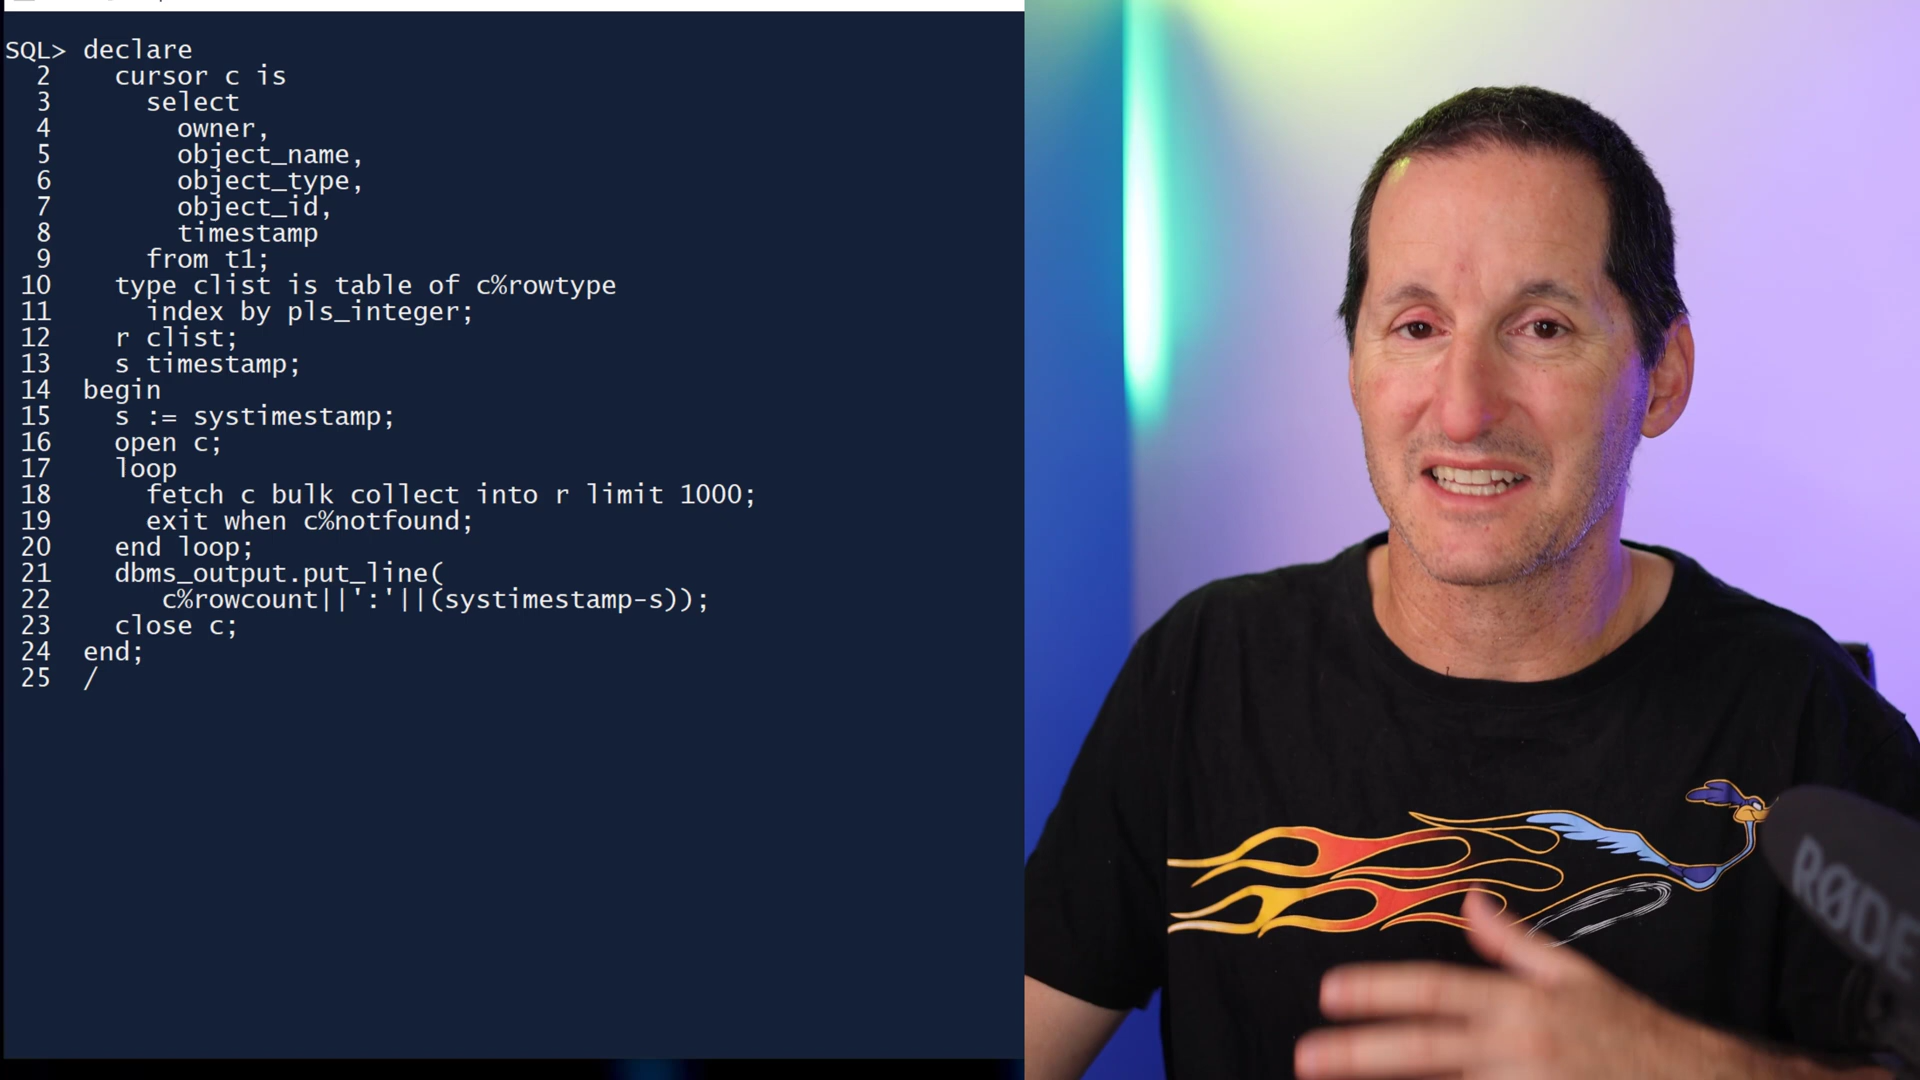 SQL> declare
2 cursor c is
3 select
4 owner,
5 object_name,
6 object_type,
7 object_id,
8 timestamp
9 from t1;
10 type clist is table of c%rowtype
11 index by pls_integer;
12 r clist;
13 s timestamp;
14 begin
15 s := systimestamp;
16 open c;
17 loop
18 fetch c bulk collect into r limit 1000;
19 exit when c%notfound;
20 end loop;
21 dbms_output.put_line(
22 c%rowcount||':'||(systimestamp-s));
23 close c;
24 end;
25 /
RØDE